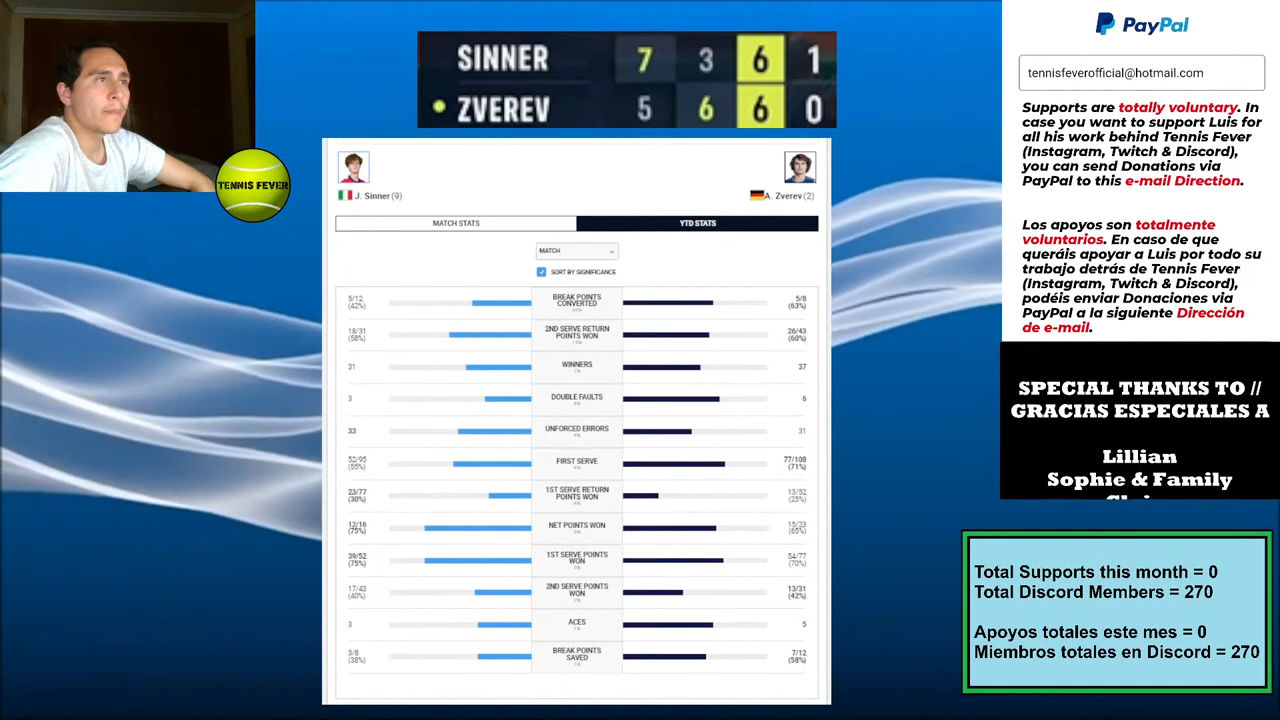 SINNER 7 3 6 1
ZVEREV 5 6 6 0
TENNIS FEVER
J. Sinner (9)
A. Zverev (2)
MATCH STATS
YTD STATS
MATCH
SORT BY SIGNIFICANCE
5/12
(42%)
BREAK POINTS
CONVERTED
5/8
(63%)
18/31
(58%)
2ND SERVE RETURN
POINTS WON
26/43
(60%)
31
WINNERS
37
3
DOUBLE FAULTS
6
33
UNFORCED ERRORS
31
52/95
(55%)
FIRST SERVE
77/108
(71%)
23/77
(30%)
1ST SERVE RETURN
POINTS WON
13/52
(25%)
12/16
(75%)
NET POINTS WON
15/23
(65%)
39/52
(75%)
1ST SERVE POINTS
WON
54/77
(70%)
17/43
(40%)
2ND SERVE POINTS
WON
13/31
(42%)
3
ACES
5
3/8
(38%)
BREAK POINTS
SAVED
7/12
(58%)
PayPal
tennisfeverofficial@hotmail.com
Supports are totally voluntary. In
case you want to support Luis for
all his work behind Tennis Fever
(Instagram, Twitch & Discord),
you can send Donations via
PayPal to this e-mail Direction.
Los apoyos son totalmente
voluntarios. En caso de que
queráis apoyar a Luis por todo su
trabajo detrás de Tennis Fever
(Instagram, Twitch & Discord),
podéis enviar Donaciones via
PayPal a la siguiente Dirección
de e-mail.
SPECIAL THANKS TO //
GRACIAS ESPECIALES A
Lillian
Sophie & Family
Total Supports this month = 0
Total Discord Members = 270
Apoyos totales este mes = 0
Miembros totales en Discord = 270